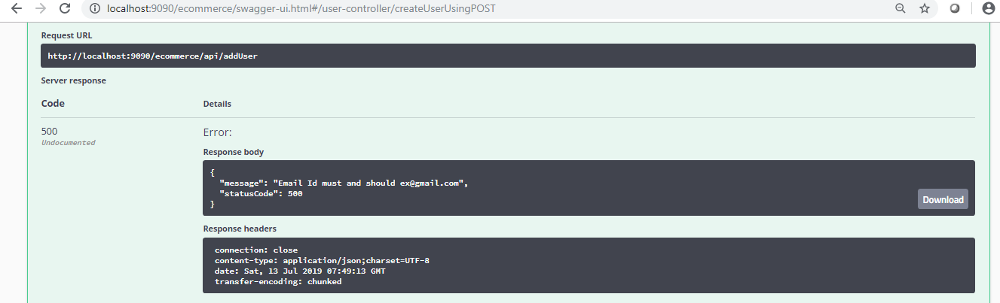 localhost:9090/ecommerce/swagger-ui.html#/user-controller/createUserUsingPOST
Request URL
http://localhost:9090/ecommerce/api/addUser
Server response
Code Details
500 Error:
Undocumented
Response body
{
"message": "Email Id must and should ex@gmail.com",
"statusCode": 500
}
Download
Response headers
connection: close
content-type: application/json;charset=UTF-8
date: Sat, 13 Jul 2019 07:49:13 GMT
transfer-encoding: chunked